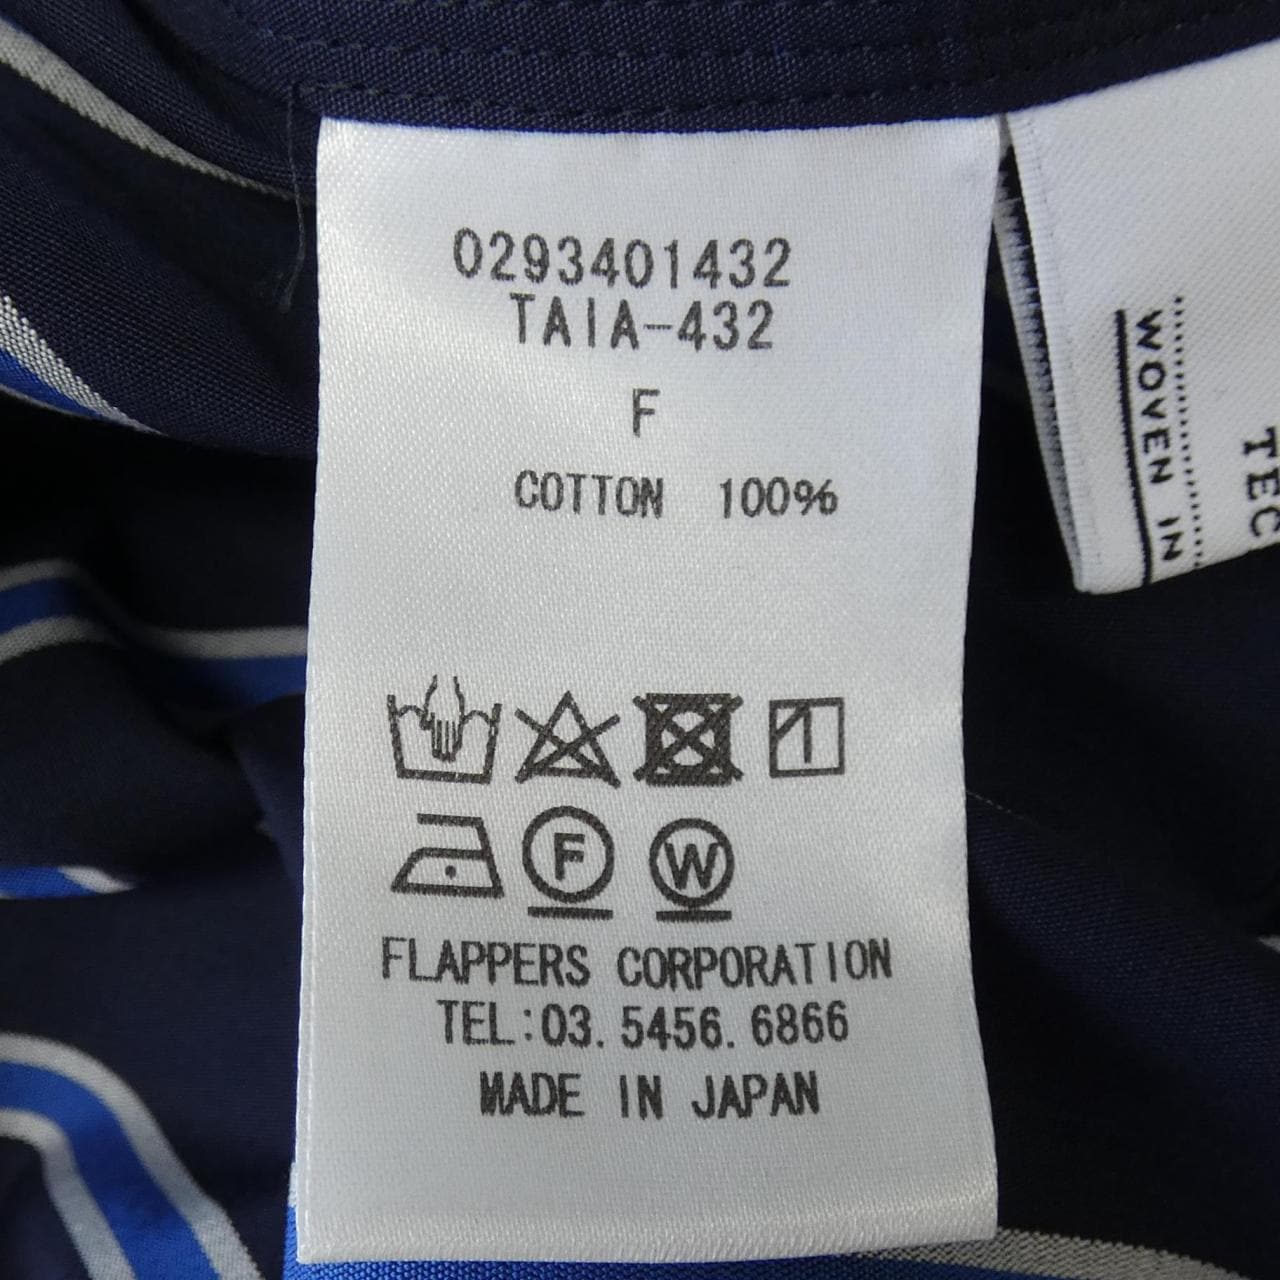 0293401432
TAIA-432
F
COTTON 100%
F W
FLAPPERS CORPORATION
TEL:03.5456.6866
MADE IN JAPAN
WOVEN IN
TEC